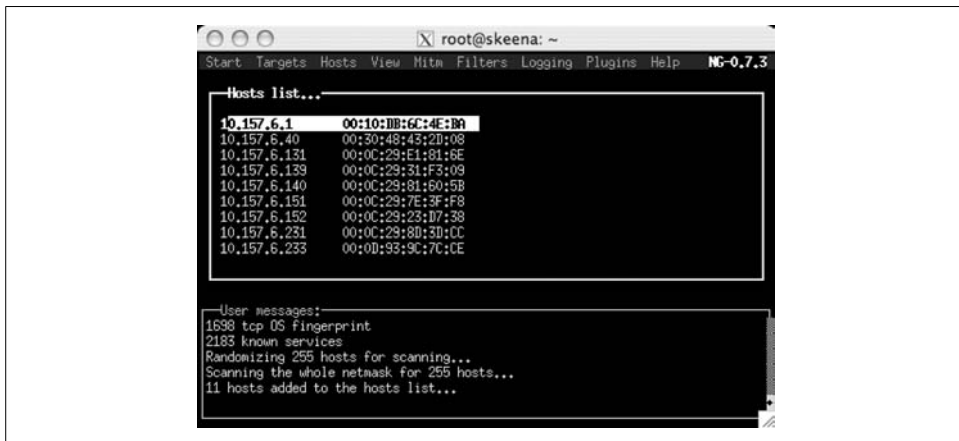 X root@skeena: ~
Start Targets Hosts View Mitm Filters Logging Plugins Help NG-0.7.3
Hosts list...
10.157.6.1 00:10:DB:6C:4E:BA
10.157.6.40 00:30:48:43:2D:08
10.157.6.131 00:0C:29:E1:81:6E
10.157.6.139 00:0C:29:31:F3:09
10.157.6.140 00:0C:29:81:60:5B
10.157.6.151 00:0C:29:7E:3F:F8
10.157.6.152 00:0C:29:23:D7:38
10.157.6.231 00:0C:29:8D:3D:CC
10.157.6.233 00:0D:93:9C:7C:CE
User messages:
1698 tcp OS fingerprint
2183 known services
Randomizing 255 hosts for scanning...
Scanning the whole netmask for 255 hosts...
11 hosts added to the hosts list...